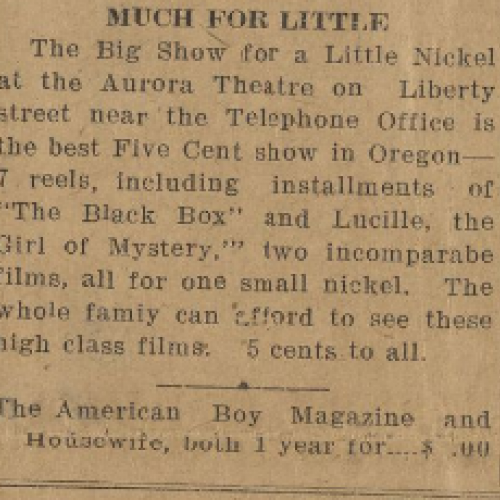 MUCH FOR LITTLE
The Big Show for a Little Nickel
at the Aurora Theatre on Liberty
street near the Telephone Office is
the best Five Cent show in Oregon—
7 reels, including installments of
"The Black Box" and Lucille, the
Girl of Mystery,'" two incomparabe
films, all for one small nickel. The
whole famiy can afford to see these
high class films. 5 cents to all.
The American Boy Magazine and
Housewife, both 1 year for....$ .00